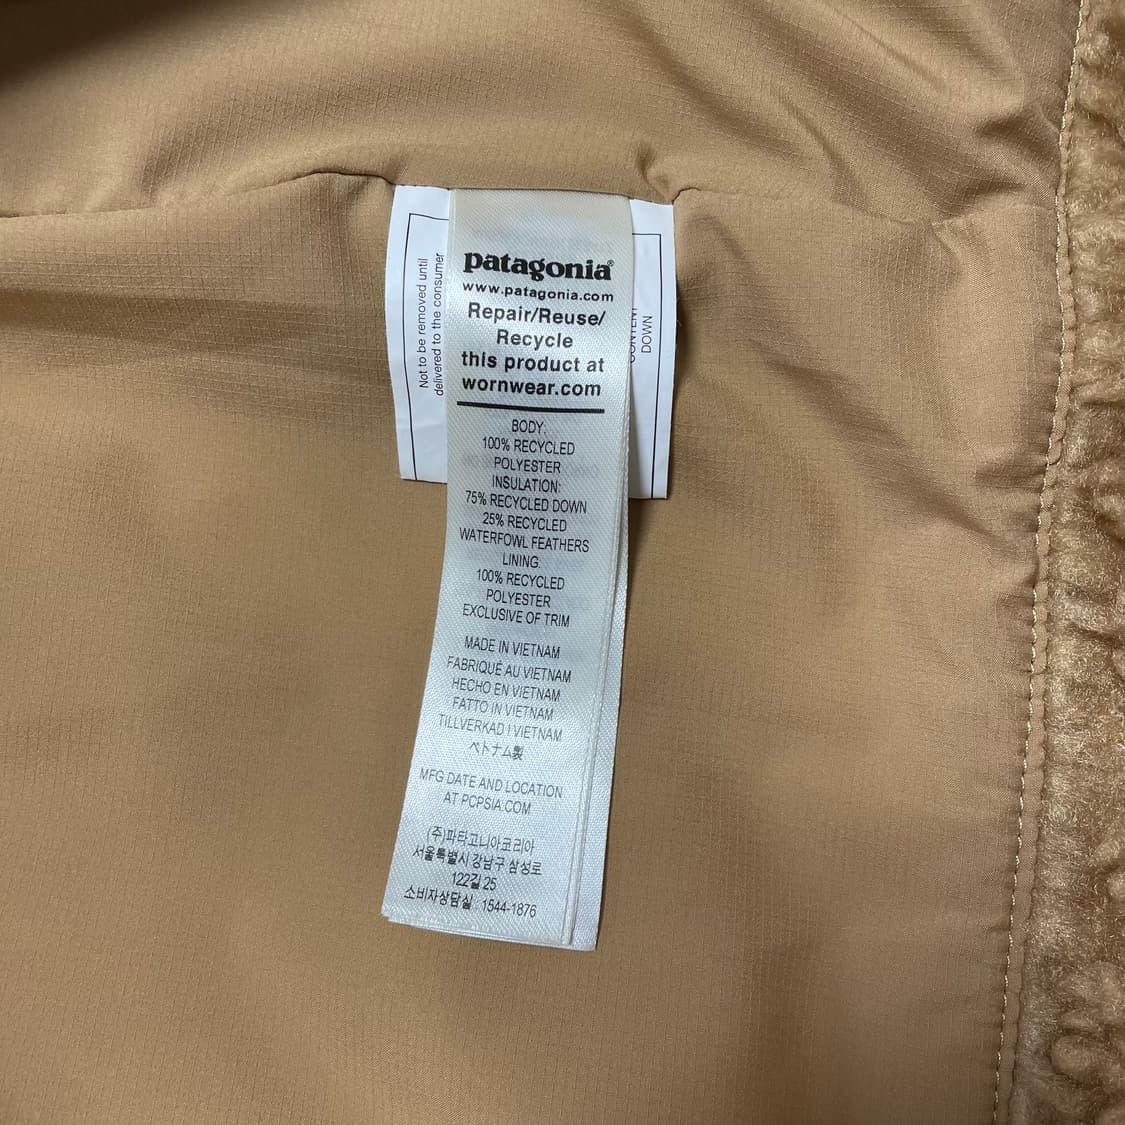 Not to be removed until
delivered to the consumer
patagonia®
www.patagonia.com
Repair/Reuse/
Recycle
this product at
wornwear.com
BODY:
100% RECYCLED
POLYESTER
INSULATION:
75% RECYCLED DOWN
25% RECYCLED
WATERFOWL FEATHERS
LINING:
100% RECYCLED
POLYESTER
EXCLUSIVE OF TRIM
MADE IN VIETNAM
FABRIQUÉ AU VIETNAM
HECHO EN VIETNAM
FATTO IN VIETNAM
TILLVERKAD I VIETNAM
ベトナム製
MFG DATE AND LOCATION
AT PCPSIA.COM
(주)파타고니아코리아
서울특별시 강남구 삼성로
122길 25
소비자상담실 : 1544-1876
DOWN